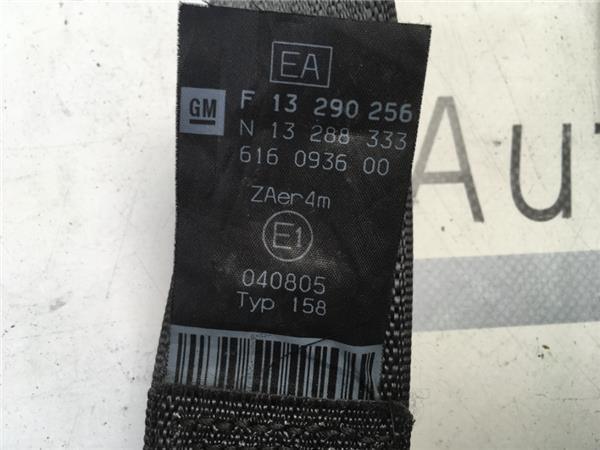 EA
GM
F 13 290 256
N 13 288 333
616 0936 00
ZAer4m
E1
040805
Typ 158
Aut